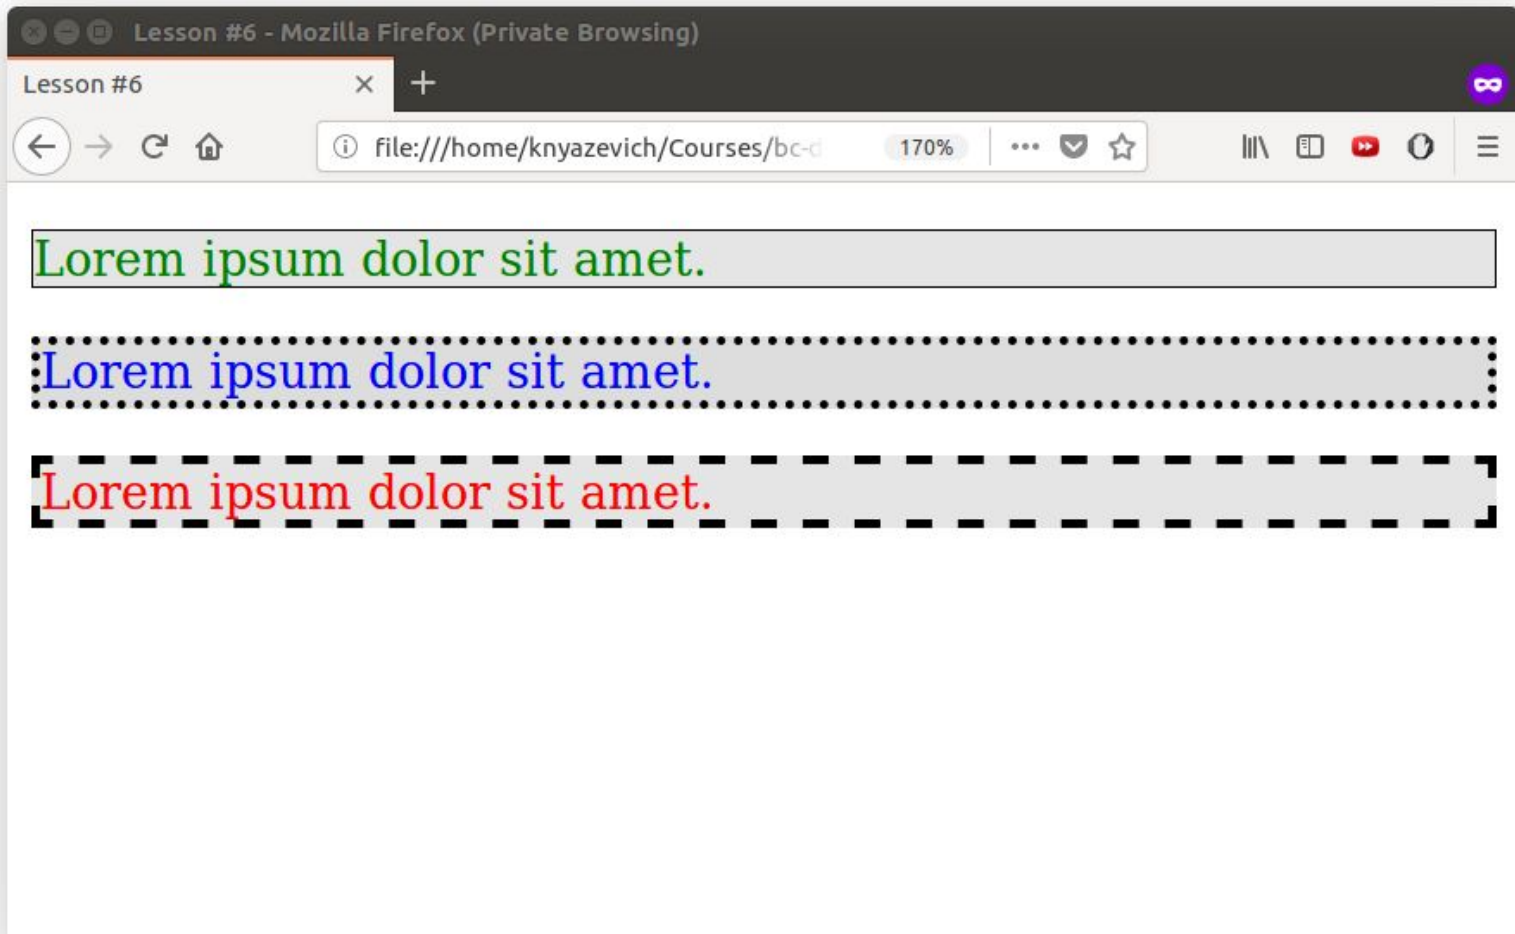 Lesson #6 - Mozilla Firefox (Private Browsing)
Lesson #6
file:///home/knyazevich/Courses/bc-d 170%
Lorem ipsum dolor sit amet.
Lorem ipsum dolor sit amet.
Lorem ipsum dolor sit amet.